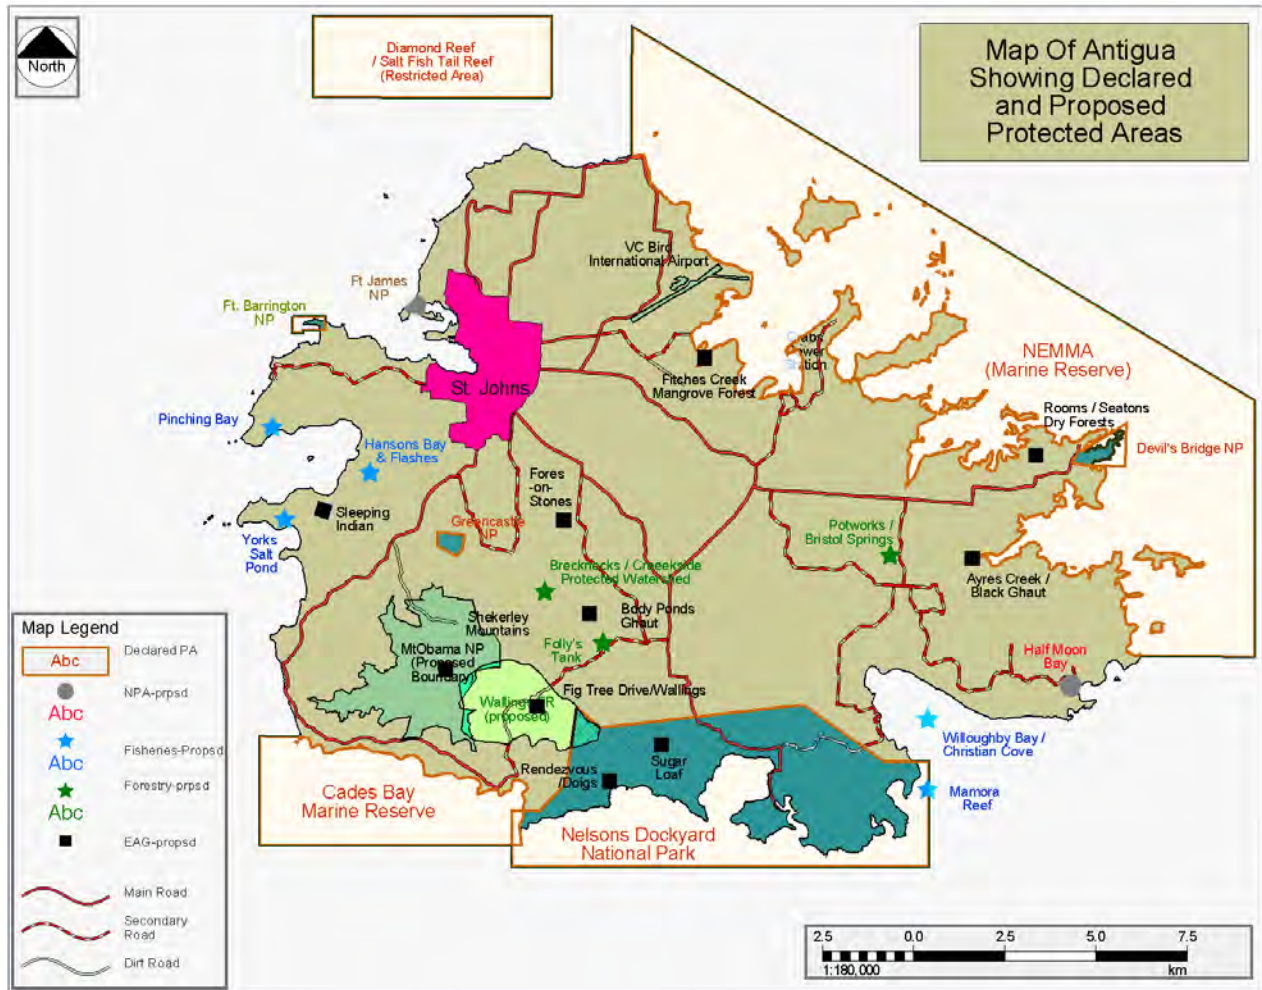 North
Diamond Reef
/ Salt Fish Tail Reef
(Restricted Area)
Map Of Antigua
Showing Declared
and Proposed
Protected Areas
VC Bird
International Airport
Ft James
NP
Ft. Barrington
NP
St. Johns
Fitches Creek
Mangrove Forest
NEMMA
(Marine Reserve)
Rooms / Seatons
Dry Forests
Devil's Bridge NP
Pinching Bay
Hansons Bay
& Flashes
Fores
-on-
Stones
Sleeping
Indian
Yorks
Salt
Pond
Greencastle
NP
Potworks /
Bristol Springs
Brecknecks / Creeekside
Protected Watershed
Ayres Creek /
Black Ghaut
Body Ponds
Ghaut
Shekerley
Mountains
Folly's
Tank
MtObama NP
(Proposed
Boundary)
Half Moon
Bay
Fig Tree Drive/Wallings
(proposed)
Willoughby Bay /
Christian Cove
Rendezvous
/Doigs
Sugar
Loaf
Mamora
Reef
Cades Bay
Marine Reserve
Nelsons Dockyard
National Park
Map Legend
Abc
Declared PA
NPA-prpsd
Abc
Fisheries-Propsd
Abc
Forestry-prpsd
Abc
EAG-propsd
Main Road
Secondary
Road
Dirt Road
2.5 0.0 2.5 5.0 7.5
1:180,000
km